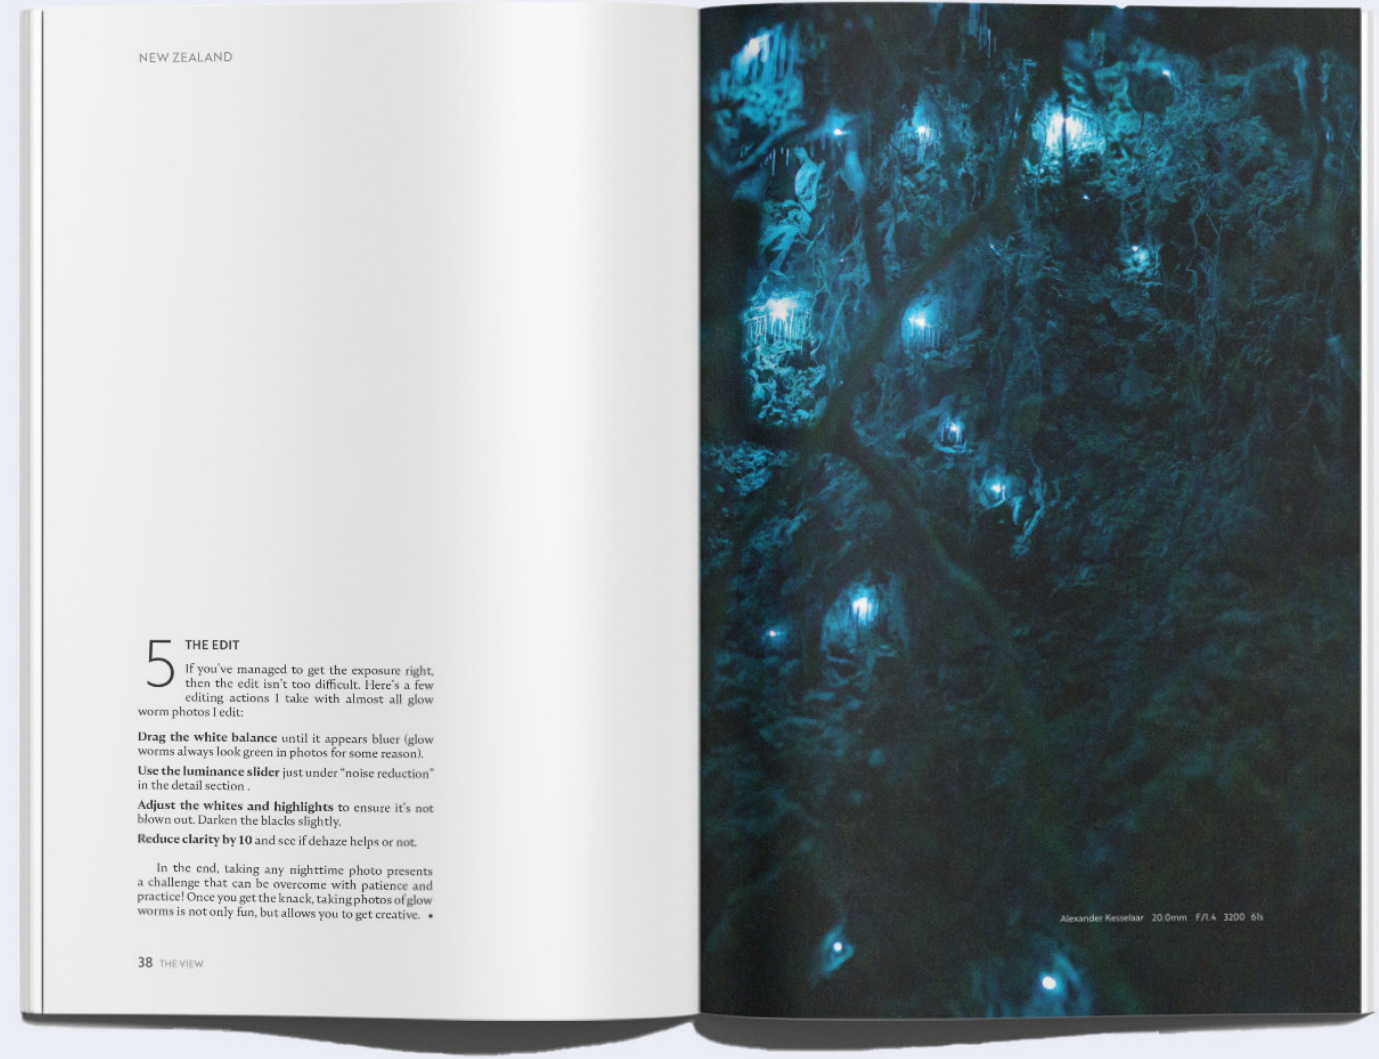 NEW ZEALAND
5
THE EDIT
If you've managed to get the exposure right,
then the edit isn't too difficult. Here's a few
editing actions I take with almost all glow
worm photos I edit:
Drag the white balance until it appears bluer (glow
worms always look green in photos for some reason).
Use the luminance slider just under "noise reduction"
in the detail section .
Adjust the whites and highlights to ensure it's not
blown out. Darken the blacks slightly.
Reduce clarity by 10 and see if dehaze helps or not.
In the end, taking any nighttime photo presents
a challenge that can be overcome with patience and
practice! Once you get the knack, taking photos of glow
worms is not only fun, but allows you to get creative. •
38 THE VIEW
Alexander Kesselaar 20.0mm F/1.4 3200 61s